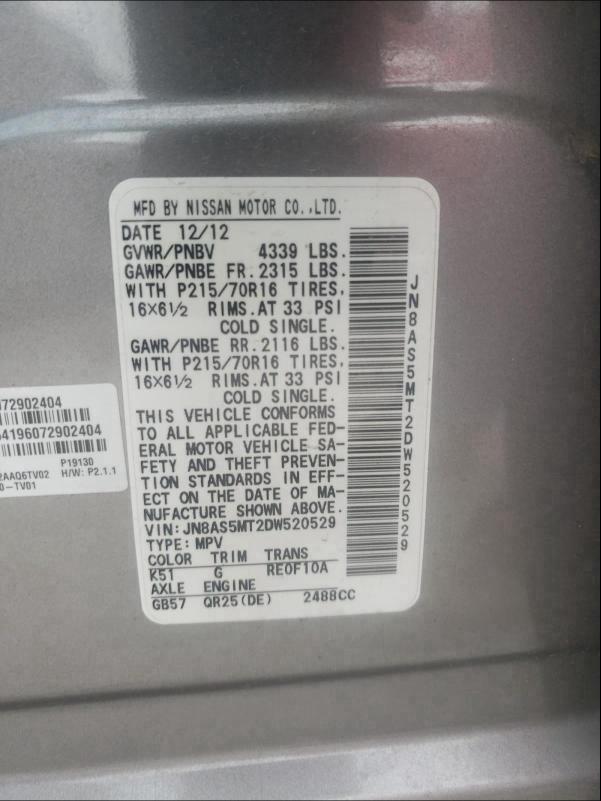 MFD BY NISSAN MOTOR CO.,LTD.
DATE 12/12
GVWR/PNBV 4339 LBS.
GAWR/PNBE FR.2315 LBS.
WITH P215/70R16 TIRES,
16X6½ RIMS.AT 33 PSI
COLD SINGLE.
GAWR/PNBE RR.2116 LBS.
WITH P215/70R16 TIRES,
16X6½ RIMS.AT 33 PSI
COLD SINGLE.
THIS VEHICLE CONFORMS
TO ALL APPLICABLE FED-
ERAL MOTOR VEHICLE SA-
FETY AND THEFT PREVEN-
TION STANDARDS IN EFF-
ECT ON THE DATE OF MA-
NUFACTURE SHOWN ABOVE.
VIN:JN8AS5MT2DW520529
TYPE:MPV
COLOR TRIM TRANS
K51 G RE0F10A
AXLE ENGINE
GB57 QR25(DE) 2488CC
JN8AS5MT2DW520529
72902404
4196072902404
P19130
2AAQ6TV02 H/W: P2.1.1
0-TV01